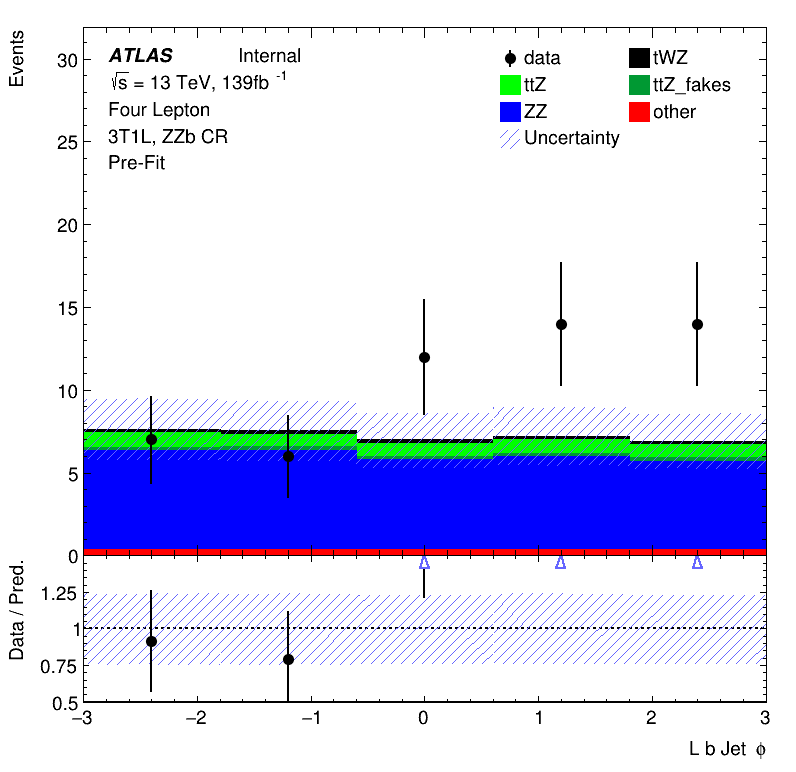 Events
ATLAS Internal
√s = 13 TeV, 139fb -1
Four Lepton
3T1L, ZZb CR
Pre-Fit
data tWZ
ttZ ttZ_fakes
ZZ other
Uncertainty
30
25
20
15
10
5
0
Data / Pred.
1.25
1
0.75
0.5
−3 −2 −1 0 1 2 3
L b Jet ϕ